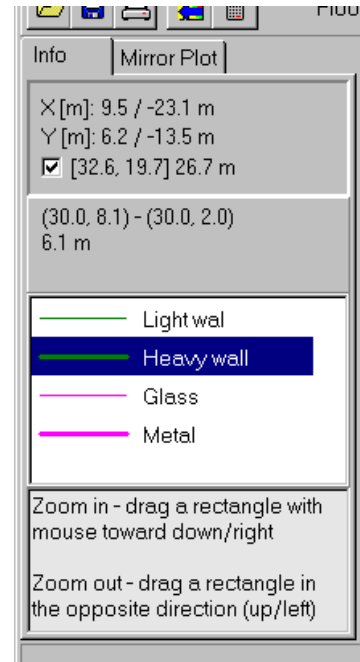 Info Mirror Plot
X [m]: 9.5 / -23.1 m
Y [m]: 6.2 / -13.5 m
[32.6, 19.7] 26.7 m
(30.0, 8.1) - (30.0, 2.0)
6.1 m
Light wal
Heavy wall
Glass
Metal
Zoom in - drag a rectangle with
mouse toward down/right
Zoom out - drag a rectangle in
the opposite direction (up/left)